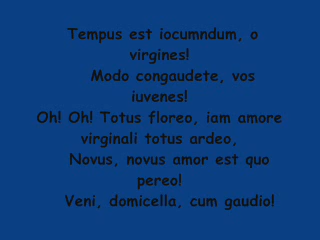 Tempus est iocumndum, o
virgines!
Modo congaudete, vos
iuvenes!
Oh! Oh! Totus floreo, iam amore
virginali totus ardeo,
Novus, novus amor est quo
pereo!
Veni, domicella, cum gaudio!